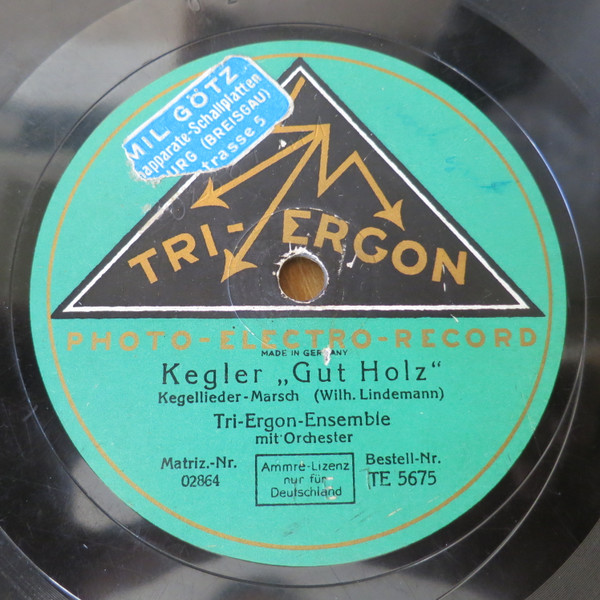 MIL GÖTZ
apparate-Schallplatten
URG (BREISGAU)
trasse 5
TRI-ERGON
PHOTO-ELECTRO-RECORD
MADE IN GERMANY
Kegler „Gut Holz“
Kegellieder-Marsch (Wilh. Lindemann)
Tri-Ergon-Ensemble
mit Orchester
Matriz.-Nr.
02864
Ammre-Lizenz
nur für
Deutschland
Bestell-Nr.
TE 5675